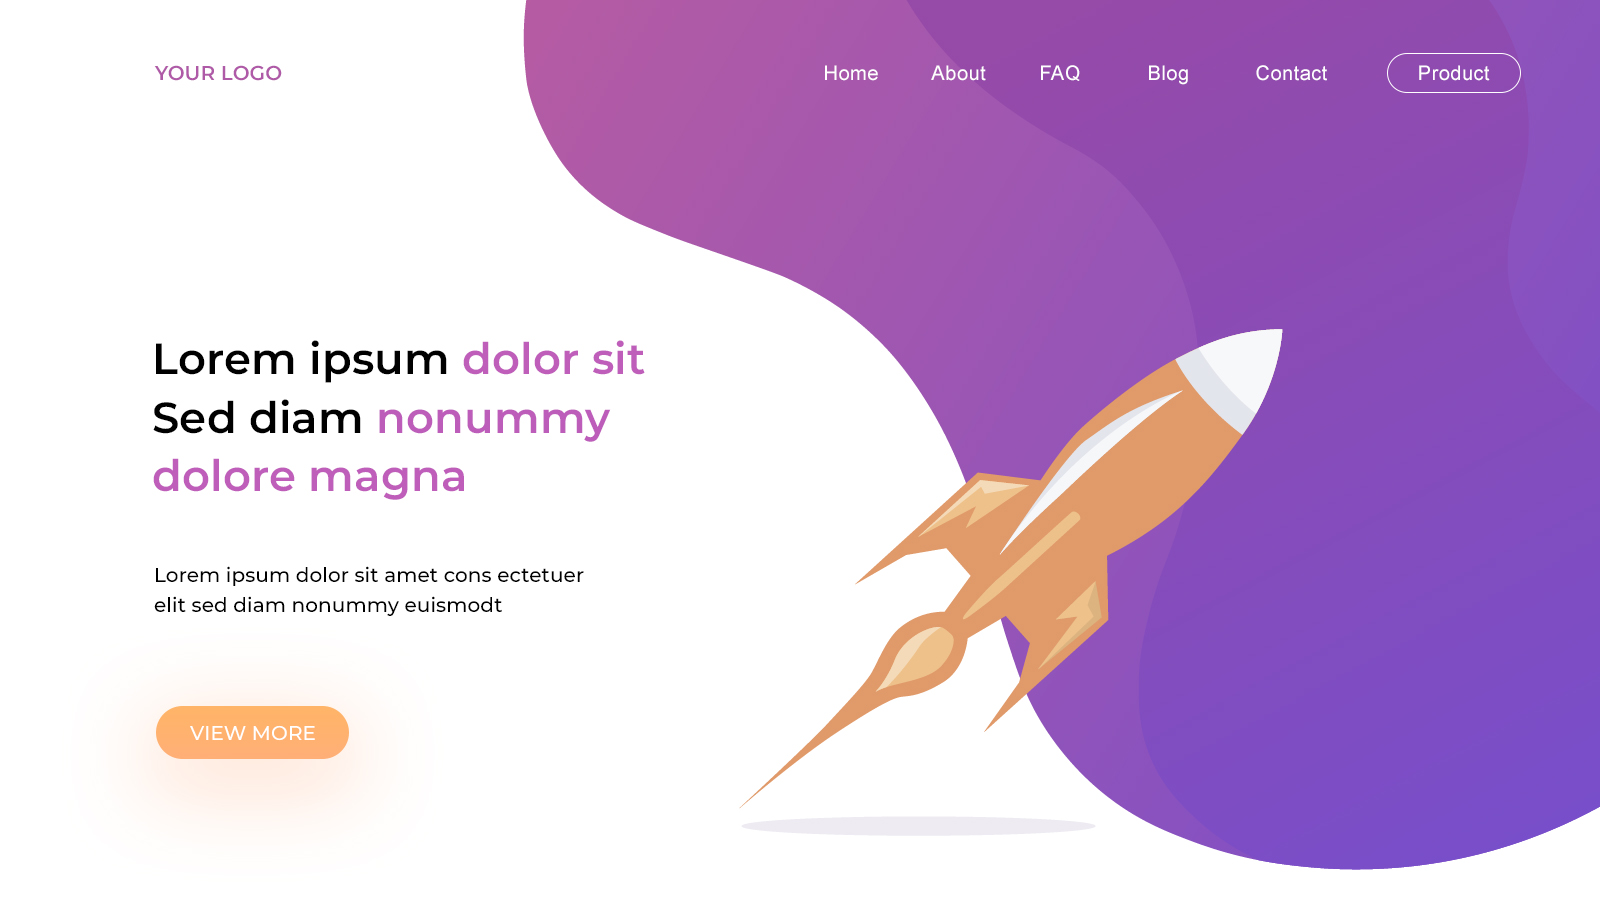 YOUR LOGO
Home About FAQ Blog Contact Product
Lorem ipsum dolor sit
Sed diam nonummy
dolore magna
Lorem ipsum dolor sit amet cons ectetuer
elit sed diam nonummy euismodt
VIEW MORE